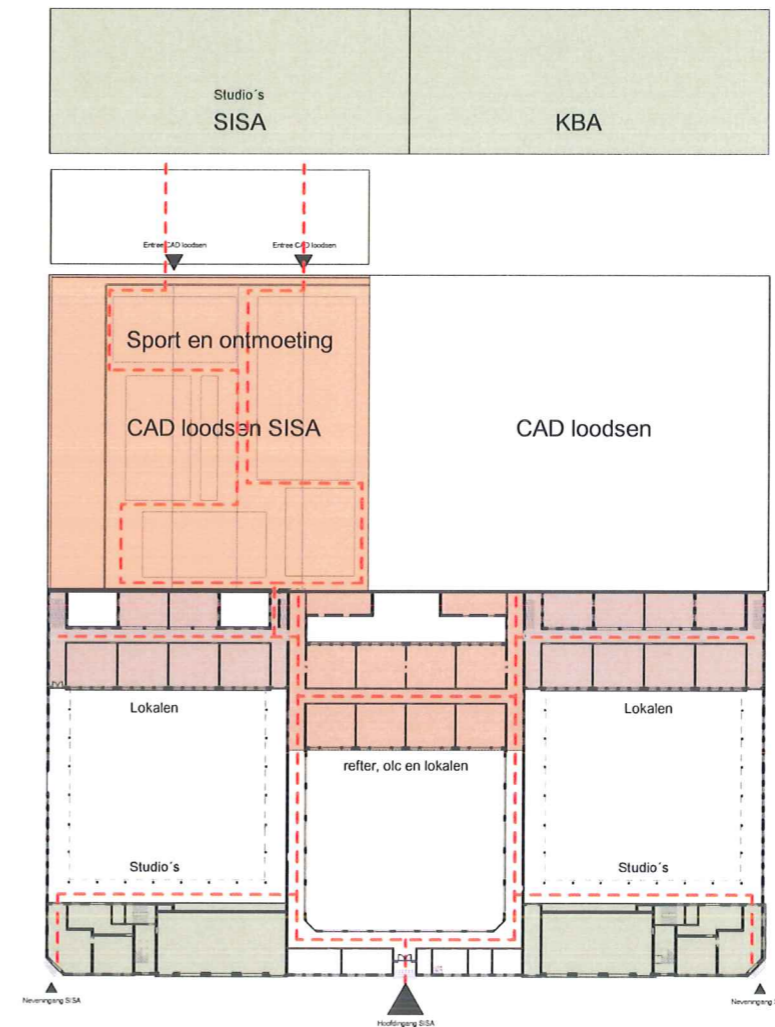 Studio´s
SISA
KBA
Entree CAD loodsen
Entree CAD loodsen
Sport en ontmoeting
CAD loodsen SISA
CAD loodsen
Lokalen
Lokalen
refter, olc en lokalen
Studio´s
Studio´s
Neveningang SISA
Neveningang S
Hoofdingang SISA